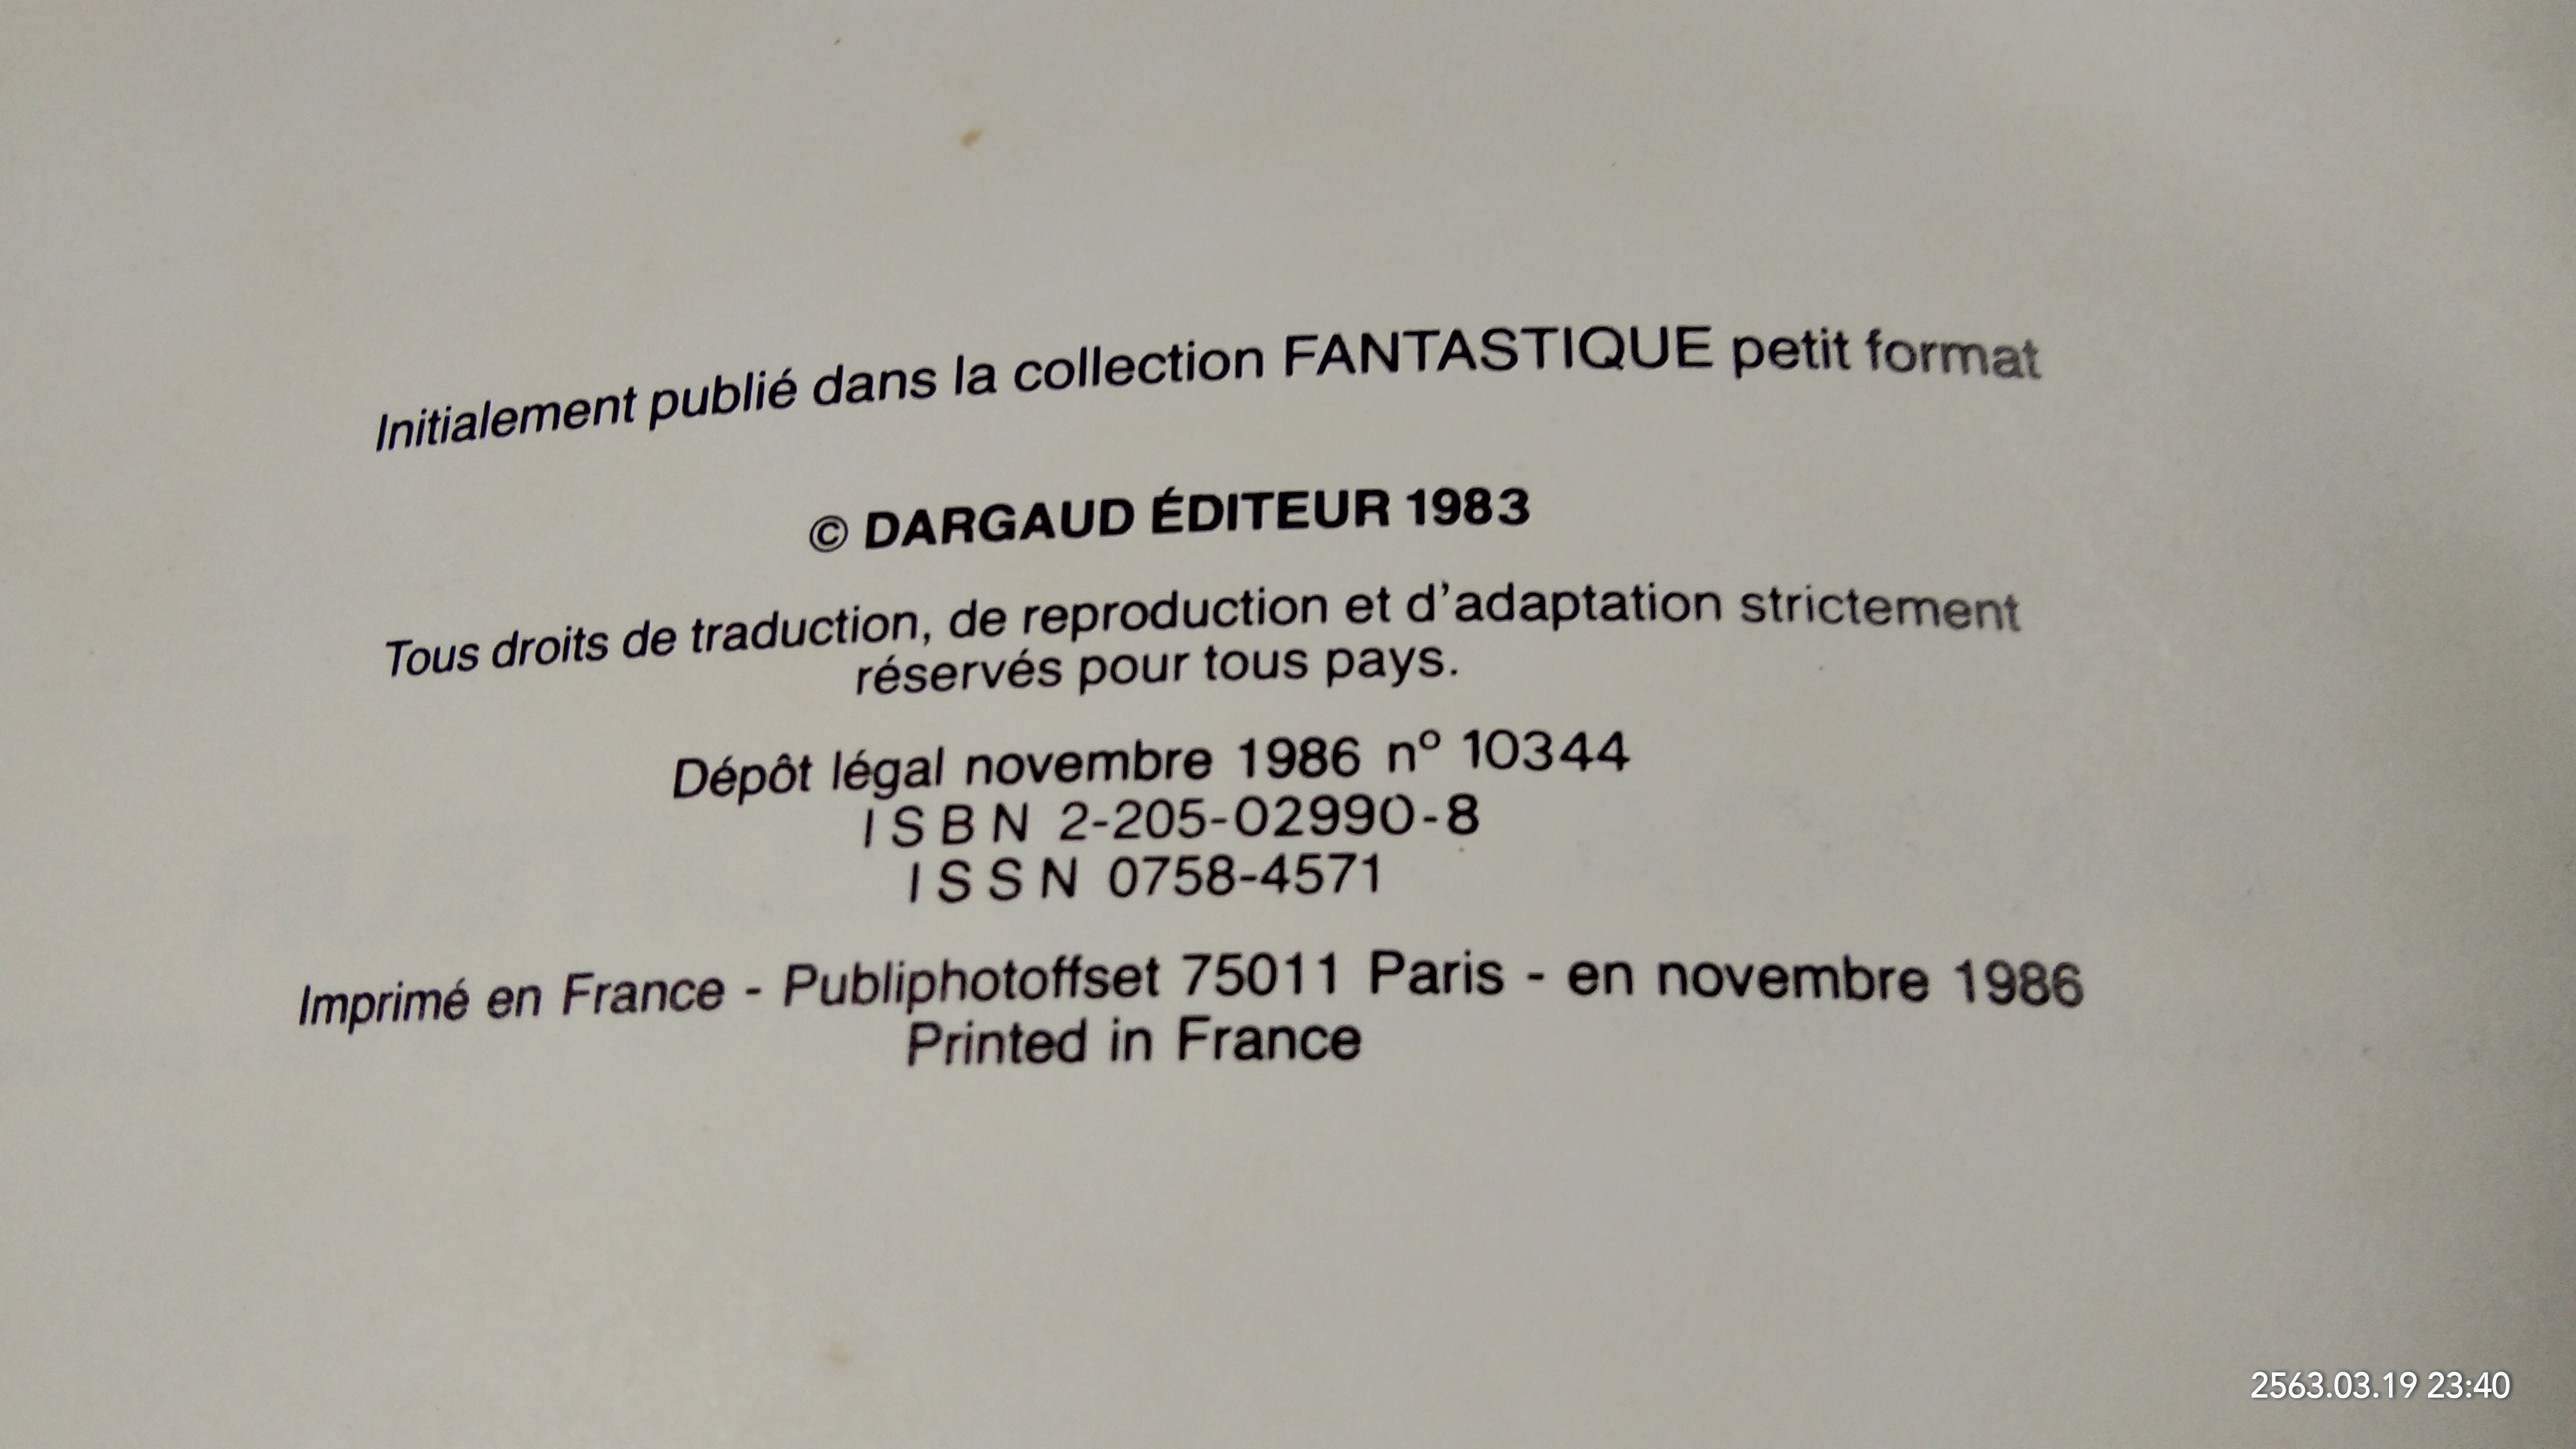 Initialement publié dans la collection FANTASTIQUE petit format
© DARGAUD ÉDITEUR 1983
Tous droits de traduction, de reproduction et d'adaptation strictement
réservés pour tous pays.
Dépôt légal novembre 1986 nº 10344
ISBN 2-205-02990-8
ISSN 0758-4571
Imprimé en France - Publiphotoffset 75011 Paris - en novembre 1986
Printed in France
2563.03.19 23:40